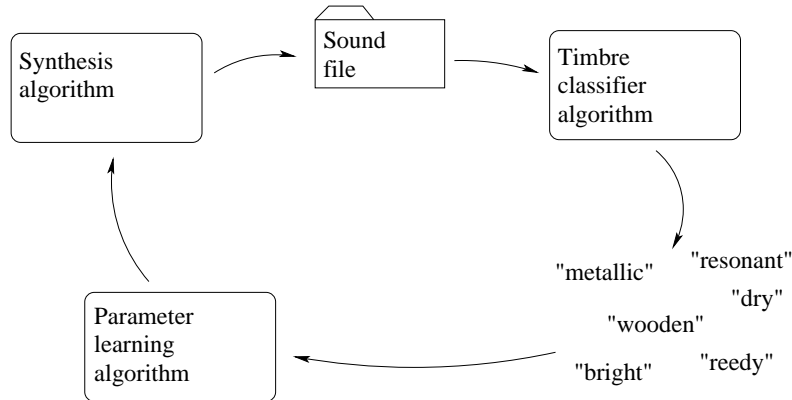 Synthesis
algorithm
Sound
file
Timbre
classifier
algorithm
"metallic"
"resonant"
"dry"
"wooden"
"bright"
"reedy"
Parameter
learning
algorithm